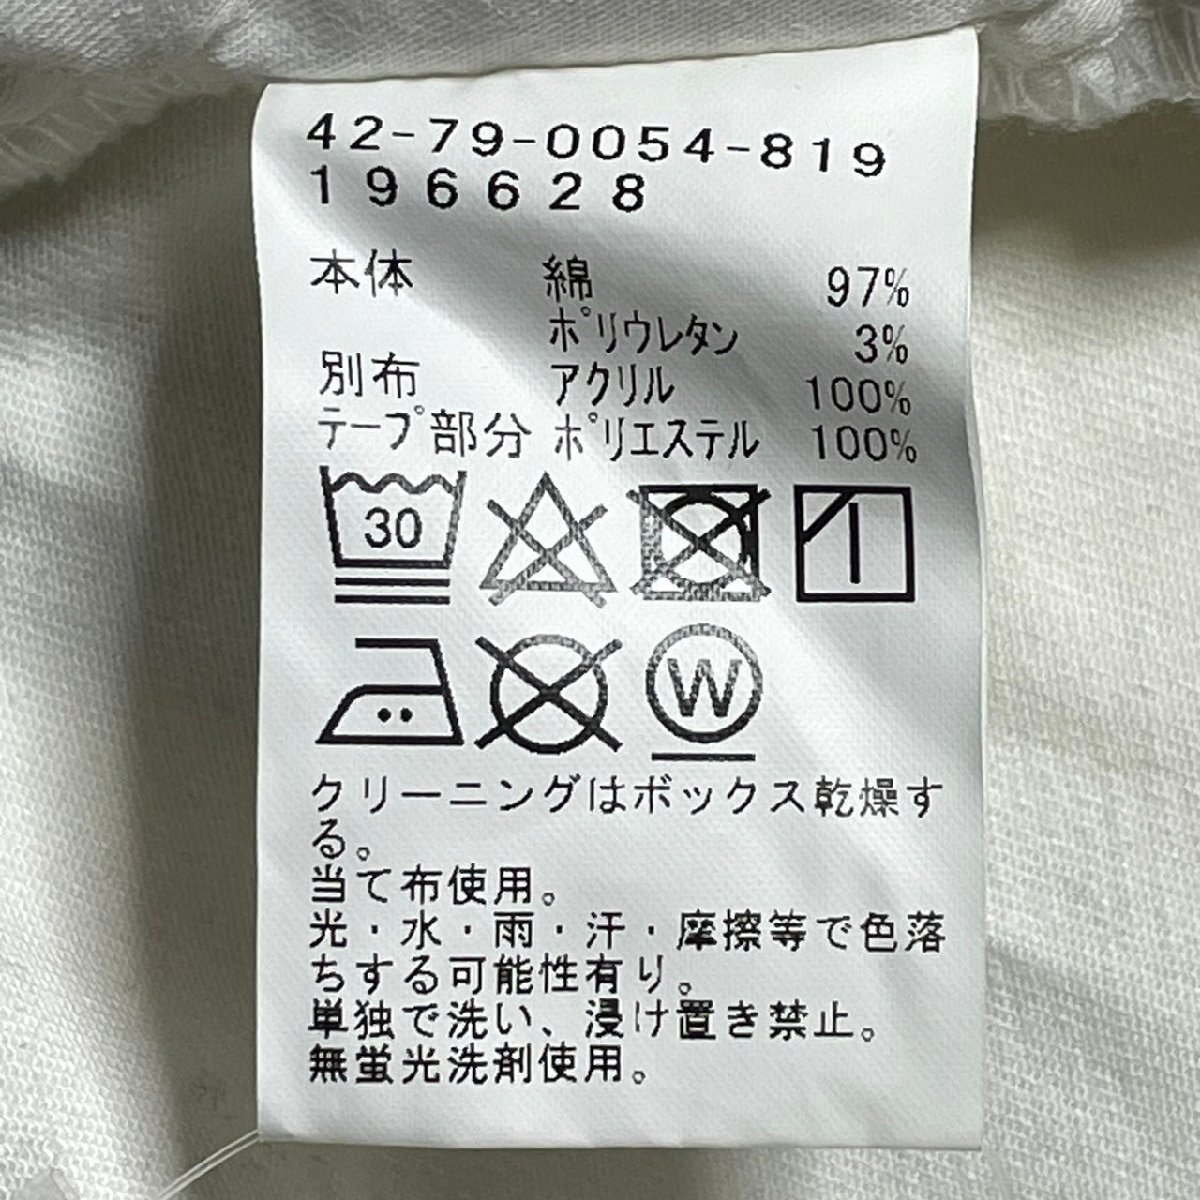 42-79-0054-819
196628
本体 綿 97%
ポリウレタン 3%
別布 アクリル 100%
テープ部分 ポリエステル 100%
30
W
クリーニングはボックス乾燥す
る。
当て布使用。
光・水・雨・汗・摩擦等で色落
ちする可能性有り。
単独で洗い、浸け置き禁止。
無蛍光洗剤使用。